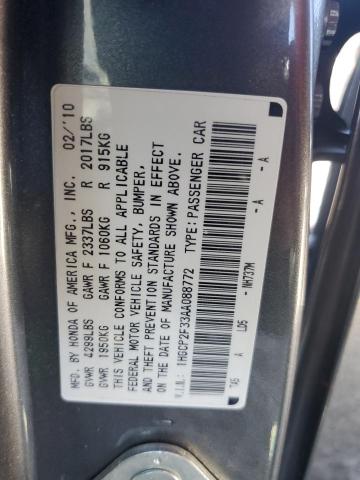 MFD. BY HONDA OF AMERICA MFG., INC. 02/'10
GVWR 4299LBS GAWR F 2337LBS R 2017LBS
GVWR 1950KG GAWR F 1060KG R 915KG
THIS VEHICLE CONFORMS TO ALL APPLICABLE
FEDERAL MOTOR VEHICLE SAFETY, BUMPER,
AND THEFT PREVENTION STANDARDS IN EFFECT
ON THE DATE OF MANUFACTURE SHOWN ABOVE.
V.I.N.: 1HGCP2F33AA088772 TYPE: PASSENGER CAR
A LD5 - NH737M - A - A